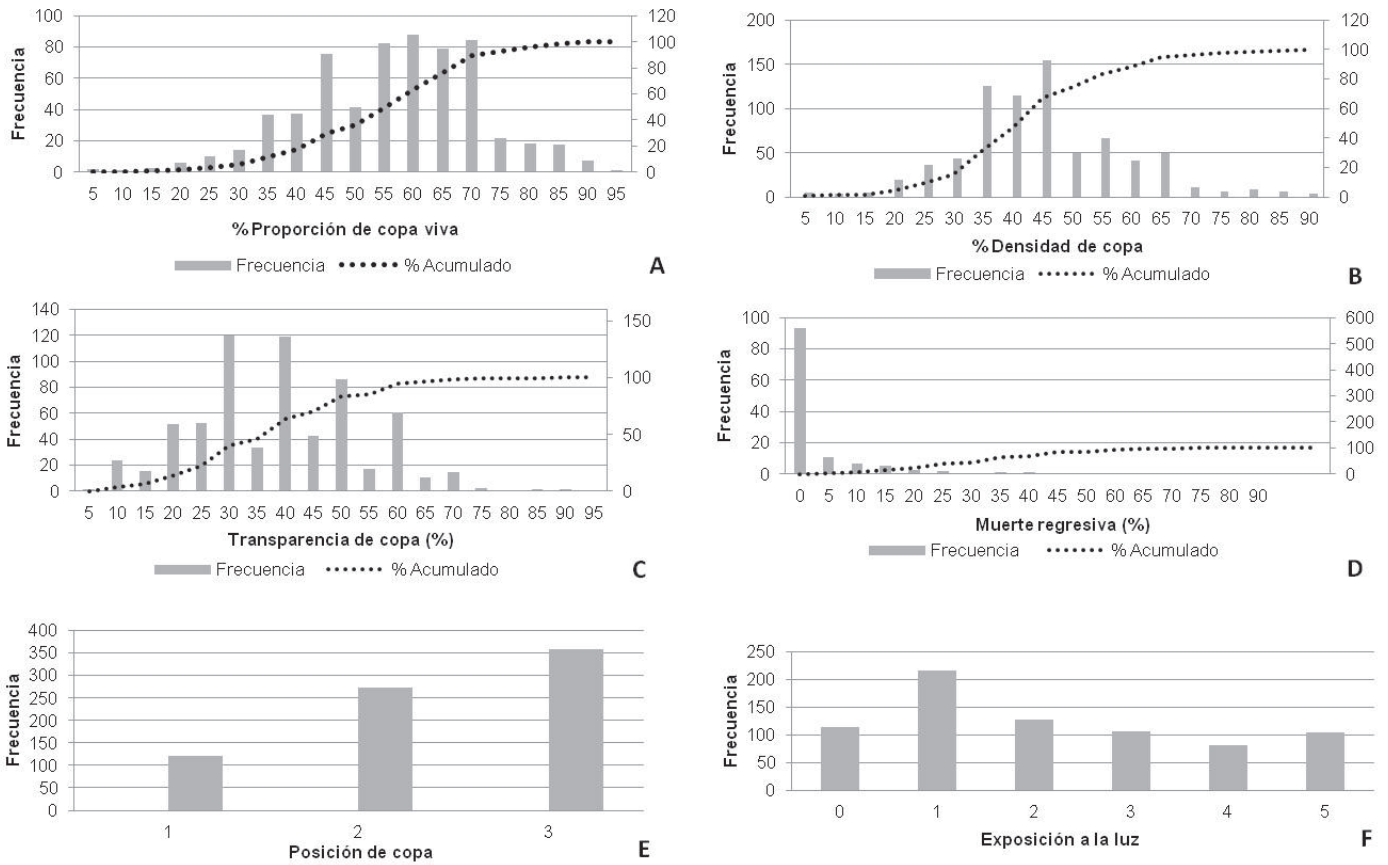 100
80
60
40
20
0
Frecuencia
120
100
80
60
40
20
0
5 10 15 20 25 30 35 40 45 50 55 60 65 70 75 80 85 90 95
% Proporción de copa viva
Frecuencia % Acumulado
A
200
150
100
50
0
Frecuencia
120
100
80
60
40
20
0
5 10 15 20 25 30 35 40 45 50 55 60 65 70 75 80 85 90
% Densidad de copa
Frecuencia % Acumulado
B
140
120
100
80
60
40
20
0
Frecuencia
150
100
50
0
5 10 15 20 25 30 35 40 45 50 55 60 65 70 75 80 85 90 95
Transparencia de copa (%)
Frecuencia % Acumulado
C
100
80
60
40
20
0
Frecuencia
600
500
400
300
200
100
0
0 5 10 15 20 25 30 35 40 45 50 55 60 65 75 80 90
Muerte regresiva (%)
Frecuencia % Acumulado
D
400
350
300
250
200
150
100
50
0
Frecuencia
1 2 3
Posición de copa
E
250
200
150
100
50
0
Frecuencia
0 1 2 3 4 5
Exposición a la luz
F